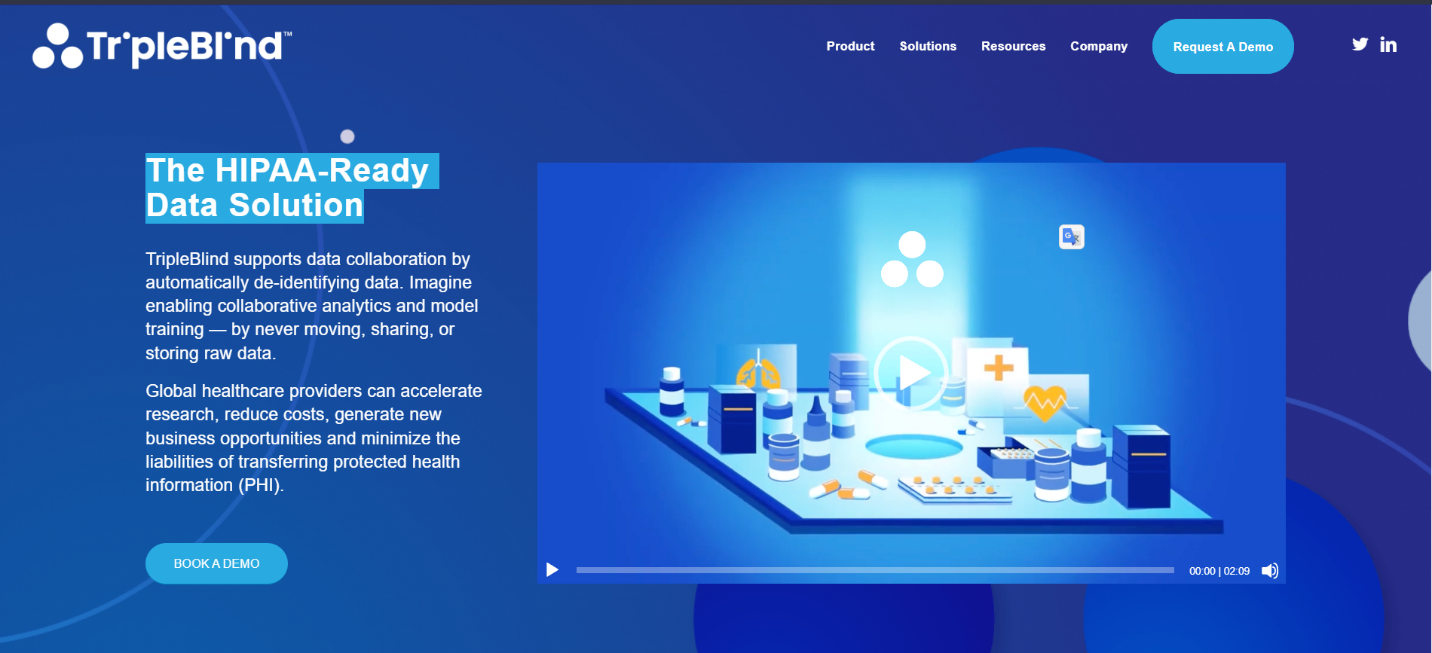 TripleBlind™
Product Solutions Resources Company Request A Demo
The HIPAA-Ready
Data Solution
TripleBlind supports data collaboration by
automatically de-identifying data. Imagine
enabling collaborative analytics and model
training — by never moving, sharing, or
storing raw data.
Global healthcare providers can accelerate
research, reduce costs, generate new
business opportunities and minimize the
liabilities of transferring protected health
information (PHI).
BOOK A DEMO
00:00 | 02:09